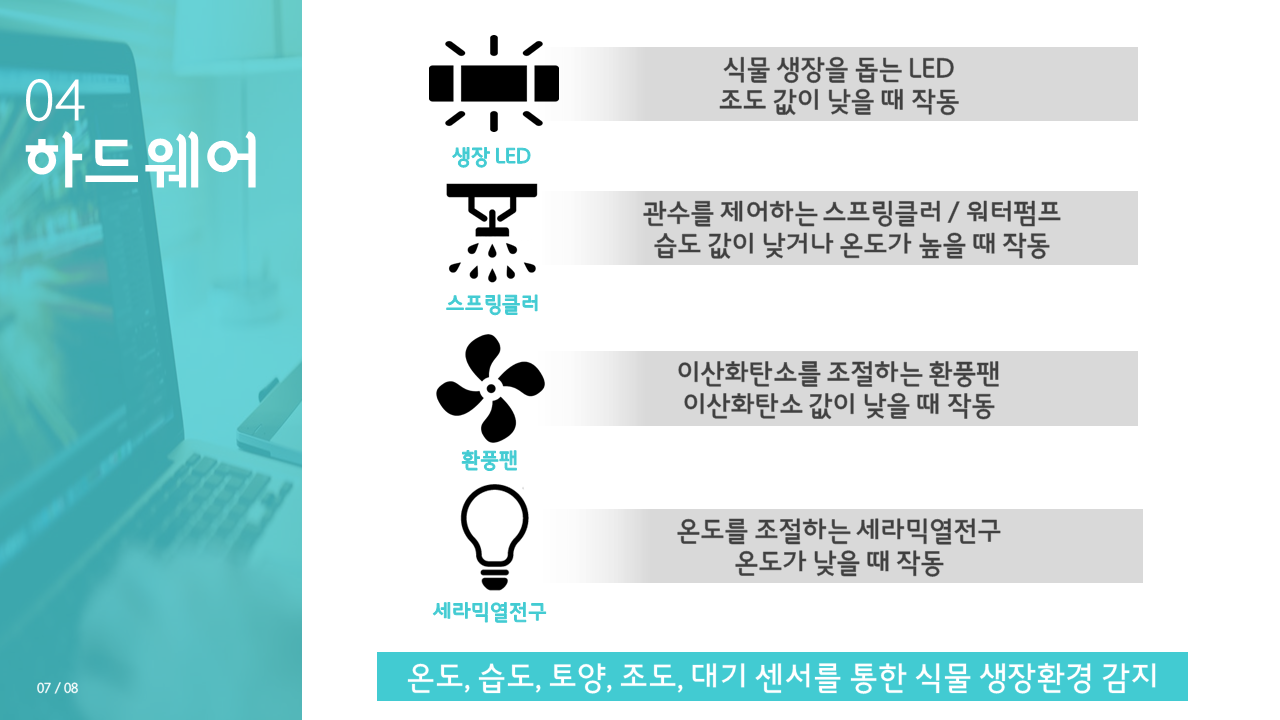 04
하드웨어
식물 생장을 돕는 LED
조도 값이 낮을 때 작동
생장 LED
관수를 제어하는 스프링클러 / 워터펌프
습도 값이 낮거나 온도가 높을 때 작동
스프링클러
이산화탄소를 조절하는 환풍팬
이산화탄소 값이 낮을 때 작동
환풍팬
온도를 조절하는 세라믹열전구
온도가 낮을 때 작동
세라믹열전구
온도, 습도, 토양, 조도, 대기 센서를 통한 식물 생장환경 감지
07 / 08